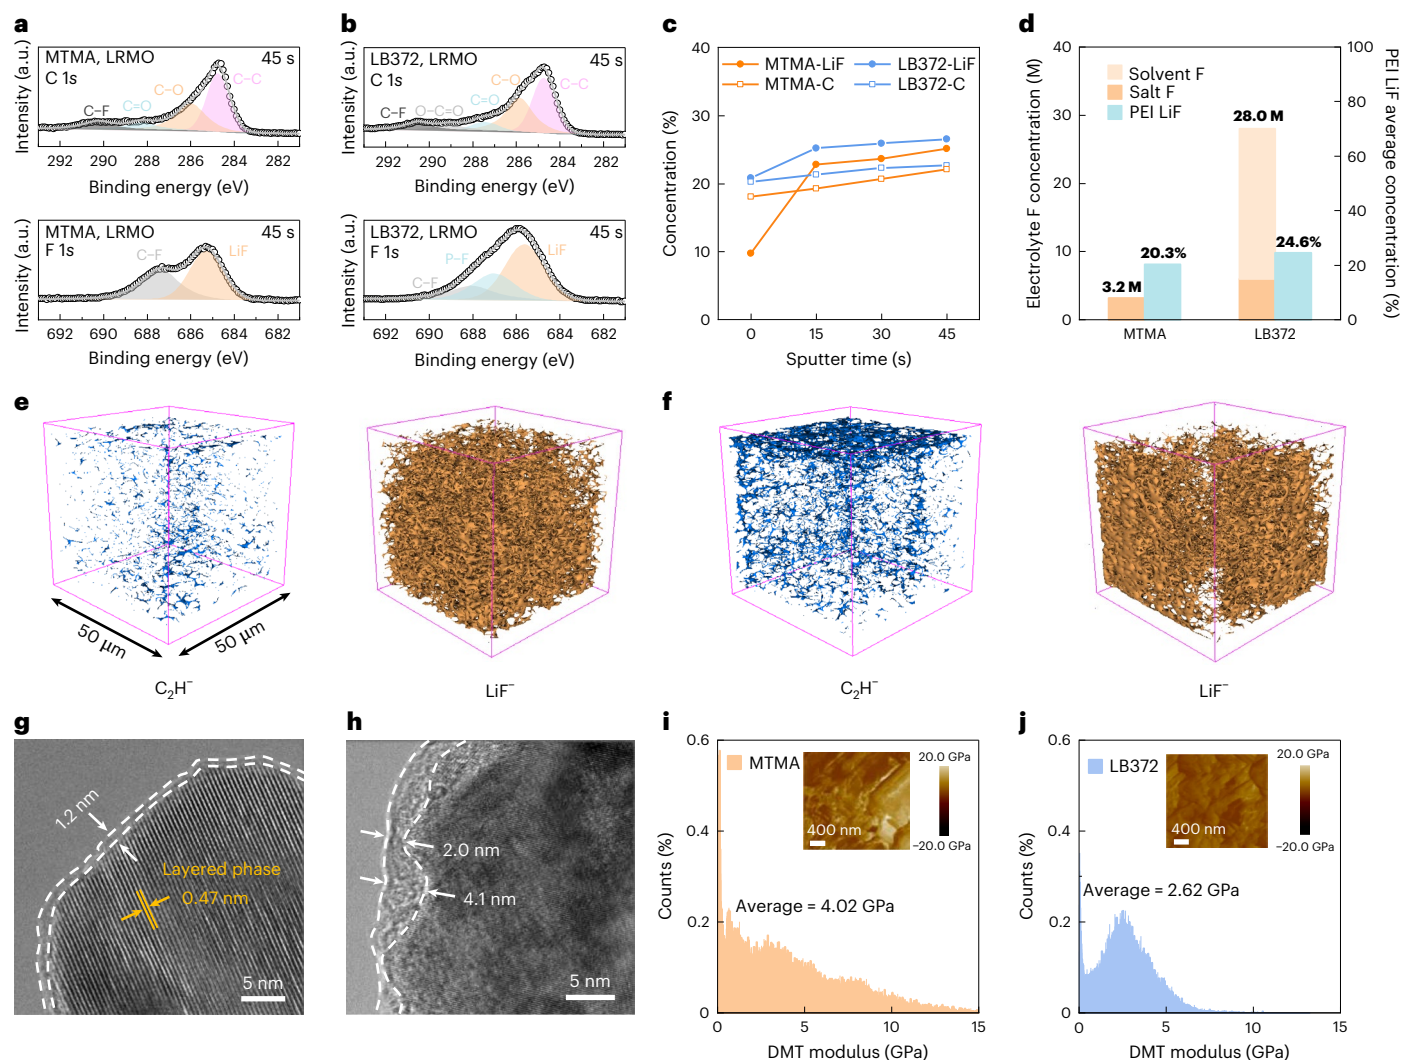 a
MTMA, LRMO
C 1s
45 s
C–F
C=O
C–O
C–C
Intensity (a.u.)
292 290 288 286 284 282
Binding energy (eV)
MTMA, LRMO
F 1s
45 s
C–F
LiF
Intensity (a.u.)
692 690 688 686 684 682
Binding energy (eV)
b
LB372, LRMO
C 1s
45 s
C–F
O–C=O
C=O
C–O
C–C
Intensity (a.u.)
292 290 288 286 284 282
Binding energy (eV)
LB372, LRMO
F 1s
45 s
C–F
P–F
LiF
Intensity (a.u.)
692 690 688 686 684 682
Binding energy (eV)
c
MTMA-LiF
LB372-LiF
MTMA-C
LB372-C
Concentration (%)
40
30
20
10
0
0 15 30 45
Sputter time (s)
d
Solvent F
Salt F
PEI LiF
28.0 M
24.6%
20.3%
3.2 M
Electrolyte F concentration (M)
40
30
20
10
0
PEI LiF average concentration (%)
100
80
60
40
20
0
MTMA LB372
e
50 μm
50 μm
C₂H⁻
LiF⁻
f
C₂H⁻
LiF⁻
g
1.2 nm
Layered phase
0.47 nm
5 nm
h
2.0 nm
4.1 nm
5 nm
i
MTMA
400 nm
20.0 GPa
−20.0 GPa
Average = 4.02 GPa
Counts (%)
0.6
0.4
0.2
0
0 5 10 15
DMT modulus (GPa)
j
LB372
400 nm
20.0 GPa
−20.0 GPa
Average = 2.62 GPa
Counts (%)
0.6
0.4
0.2
0
0 5 10 15
DMT modulus (GPa)